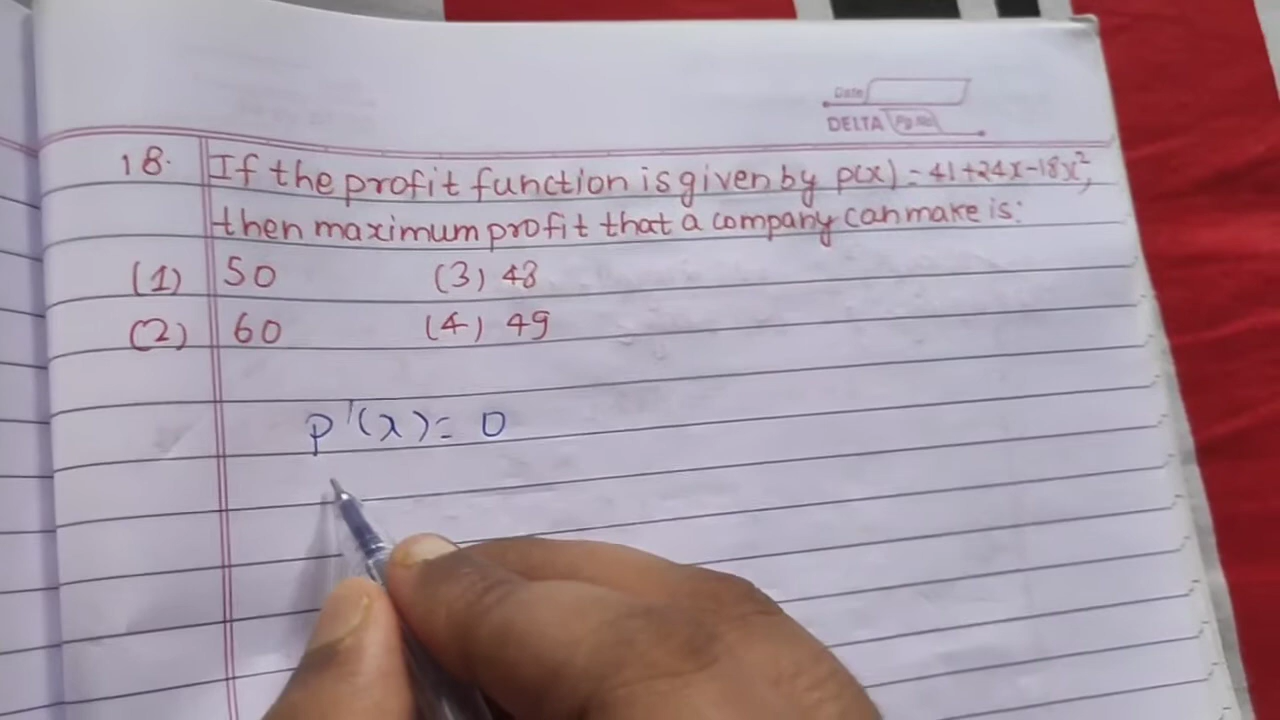 Date
DELTA Pg No
18. If the profit function is given by p(x) = 41+24x-18x²,
then maximum profit that a company can make is:
(1) 50 (3) 48
(2) 60 (4) 49
P'(x) = 0